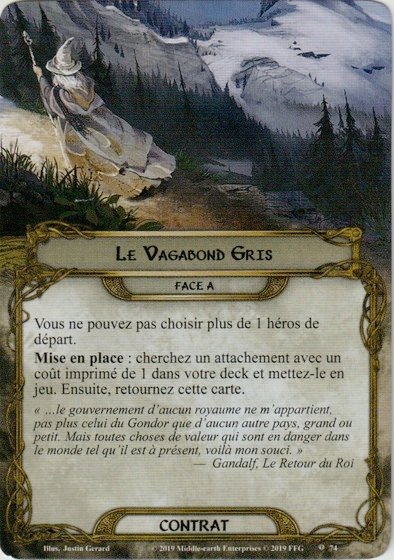 Le Vagabond Gris
FACE A
Vous ne pouvez pas choisir plus de 1 héros de
départ.
Mise en place : cherchez un attachement avec un
coût imprimé de 1 dans votre deck et mettez-le en
jeu. Ensuite, retournez cette carte.
« ...le gouvernement d'aucun royaume ne m'appartient,
pas plus celui du Gondor que d'aucun autre pays, grand ou
petit. Mais toutes choses de valeur qui sont en danger dans
le monde tel qu'il est à présent, voilà mon souci. »
— Gandalf, Le Retour du Roi
CONTRAT
Illus. Justin Gerard © 2019 Middle-earth Enterprises © 2019 FFG 74